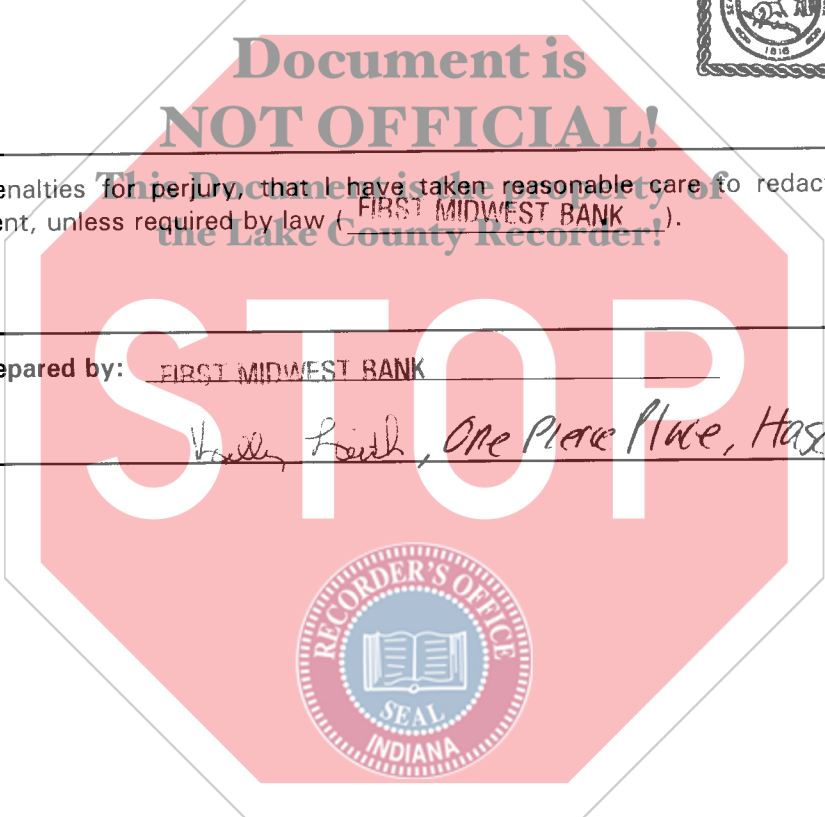 1816
Document is
NOT OFFICIAL!
This Document is the property of
the Lake County Recorder!
enalties for perjury, that I have taken reasonable care to redact
ent, unless required by law ( FIRST MIDWEST BANK ).
STOP
epared by: FIRST MIDWEST BANK
, One Pierce Place, Itas
RECORDER'S OFFICE
SEAL
INDIANA